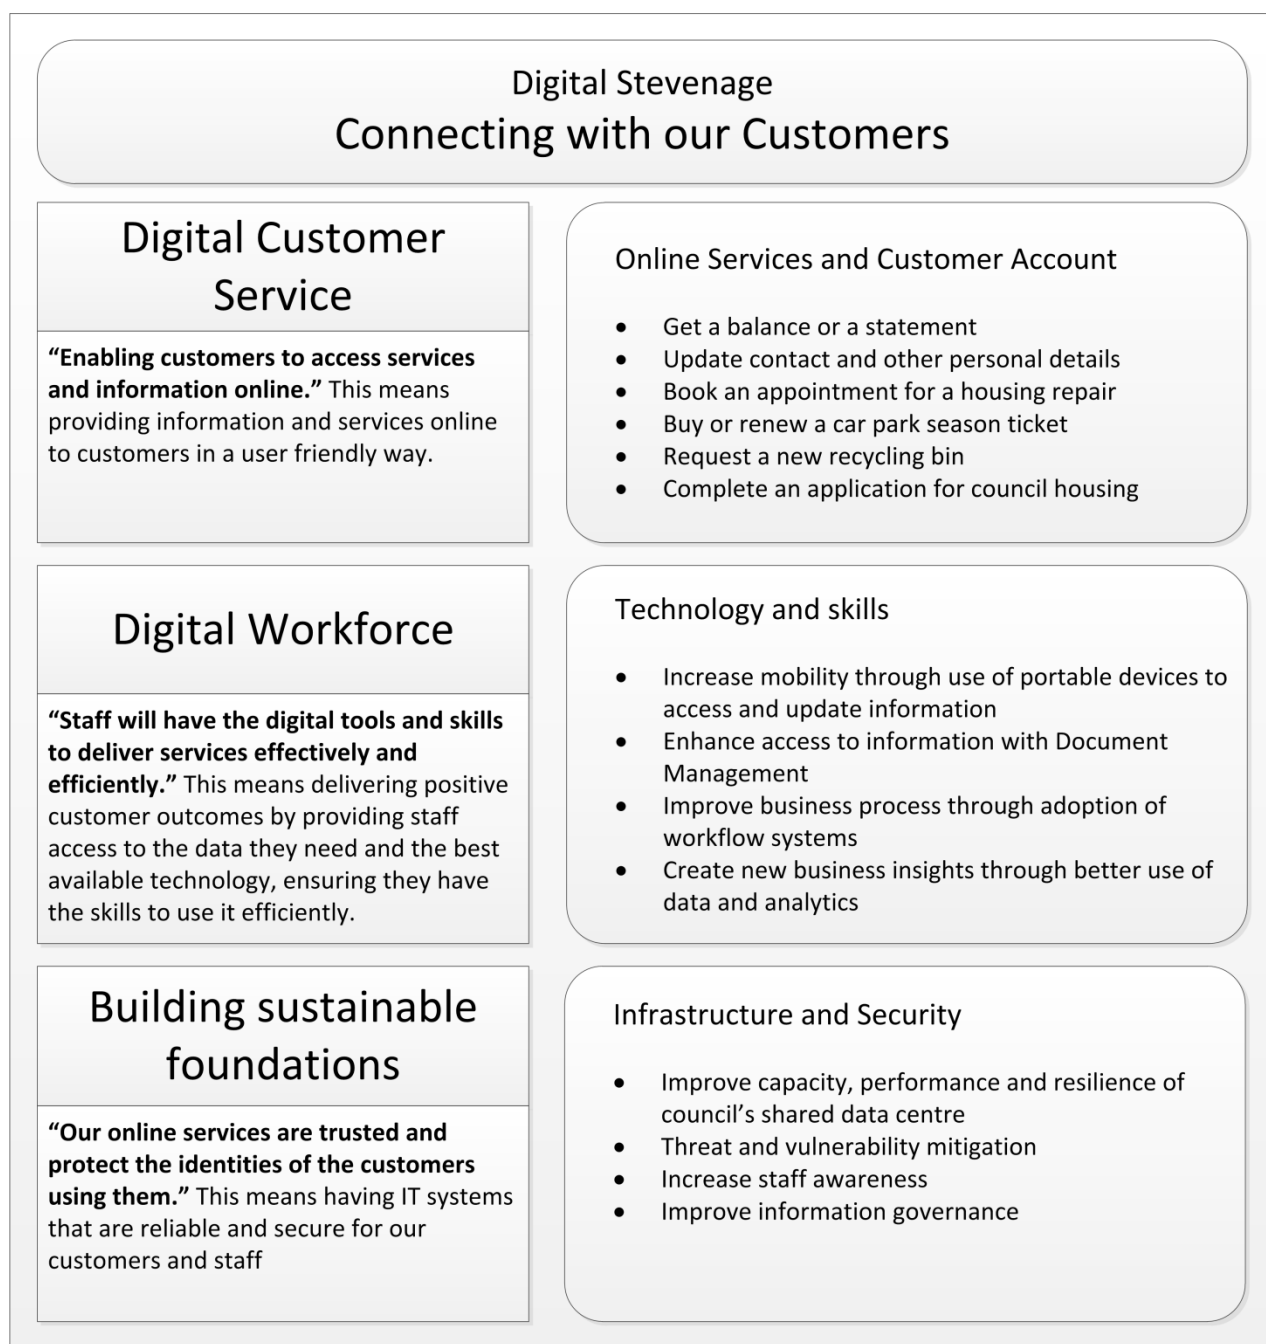 Digital Stevenage
Connecting with our Customers
Digital Customer
Service
“Enabling customers to access services
and information online.” This means
providing information and services online
to customers in a user friendly way.
Online Services and Customer Account
• Get a balance or a statement
• Update contact and other personal details
• Book an appointment for a housing repair
• Buy or renew a car park season ticket
• Request a new recycling bin
• Complete an application for council housing
Digital Workforce
“Staff will have the digital tools and skills
to deliver services effectively and
efficiently.” This means delivering positive
customer outcomes by providing staff
access to the data they need and the best
available technology, ensuring they have
the skills to use it efficiently.
Technology and skills
• Increase mobility through use of portable devices to
access and update information
• Enhance access to information with Document
Management
• Improve business process through adoption of
workflow systems
• Create new business insights through better use of
data and analytics
Building sustainable
foundations
“Our online services are trusted and
protect the identities of the customers
using them.” This means having IT systems
that are reliable and secure for our
customers and staff
Infrastructure and Security
• Improve capacity, performance and resilience of
council’s shared data centre
• Threat and vulnerability mitigation
• Increase staff awareness
• Improve information governance